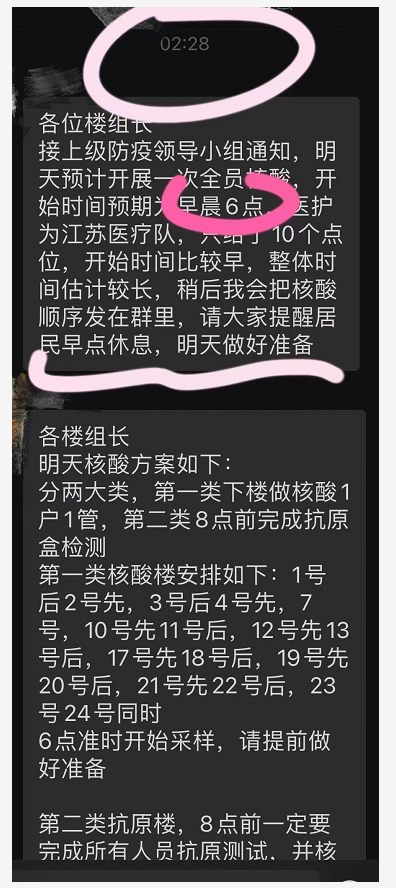 02:28
各位楼组长
接上级防疫领导小组通知，明
天预计开展一次全员核酸，开
始时间预期为早晨6点，医护
为江苏医疗队，只给了10个点
位，开始时间比较早，整体时
间估计较长，稍后我会把核酸
顺序发在群里，请大家提醒居
民早点休息，明天做好准备
各楼组长
明天核酸方案如下：
分两大类，第一类下楼做核酸1
户1管，第二类8点前完成抗原
盒检测
第一类核酸楼安排如下：1号
后2号先，3号后4号先，7
号，10号先11号后，12号先13
号后，17号先18号后，19号先
20号后，21号先22号后，23
号24号同时
6点准时开始采样，请提前做
好准备
第二类抗原楼，8点前一定要
完成所有人员抗原测试，并核